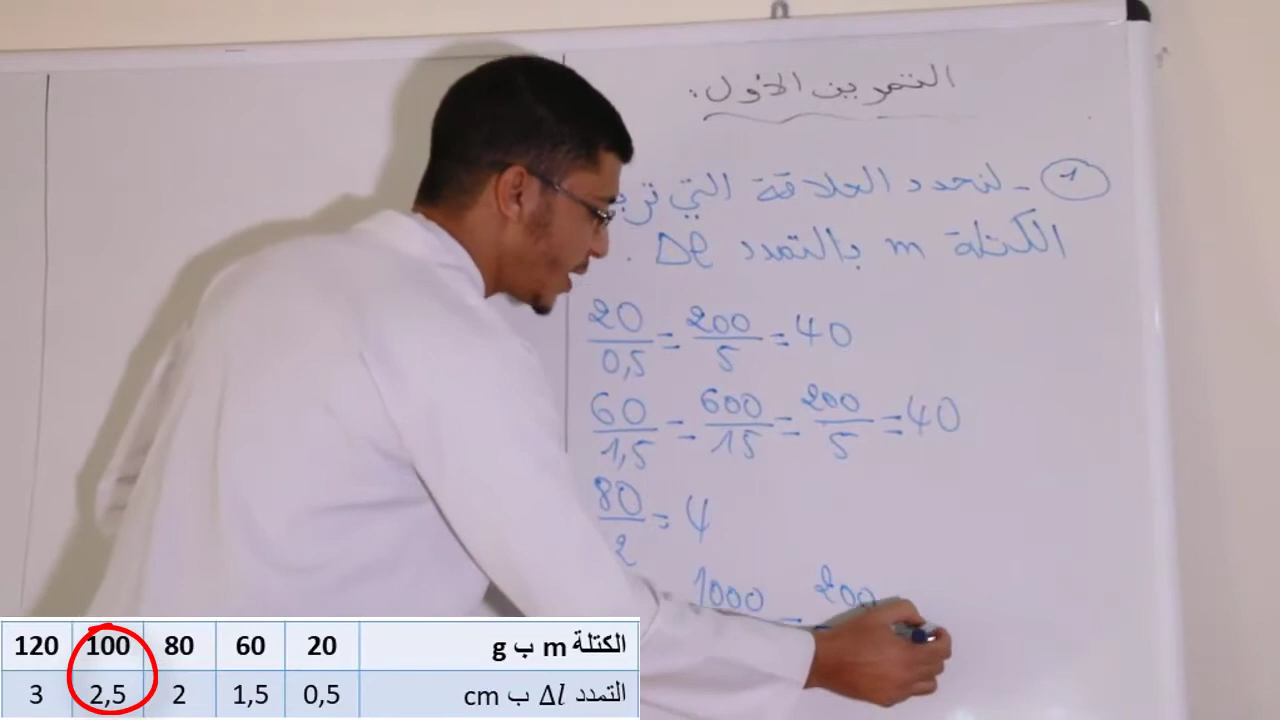 التمرين الأول:
1 - لنحدد العلاقة التي
الكتلة m بالتمدد Δl .
20/0,5 = 200/5 = 40
60/1,5 = 600/15 = 200/5 = 40
80/2 = 4
1000 = 200
الكتلة m ب g 20 60 80 100 120
التمدد Δl ب cm 0,5 1,5 2 2,5 3